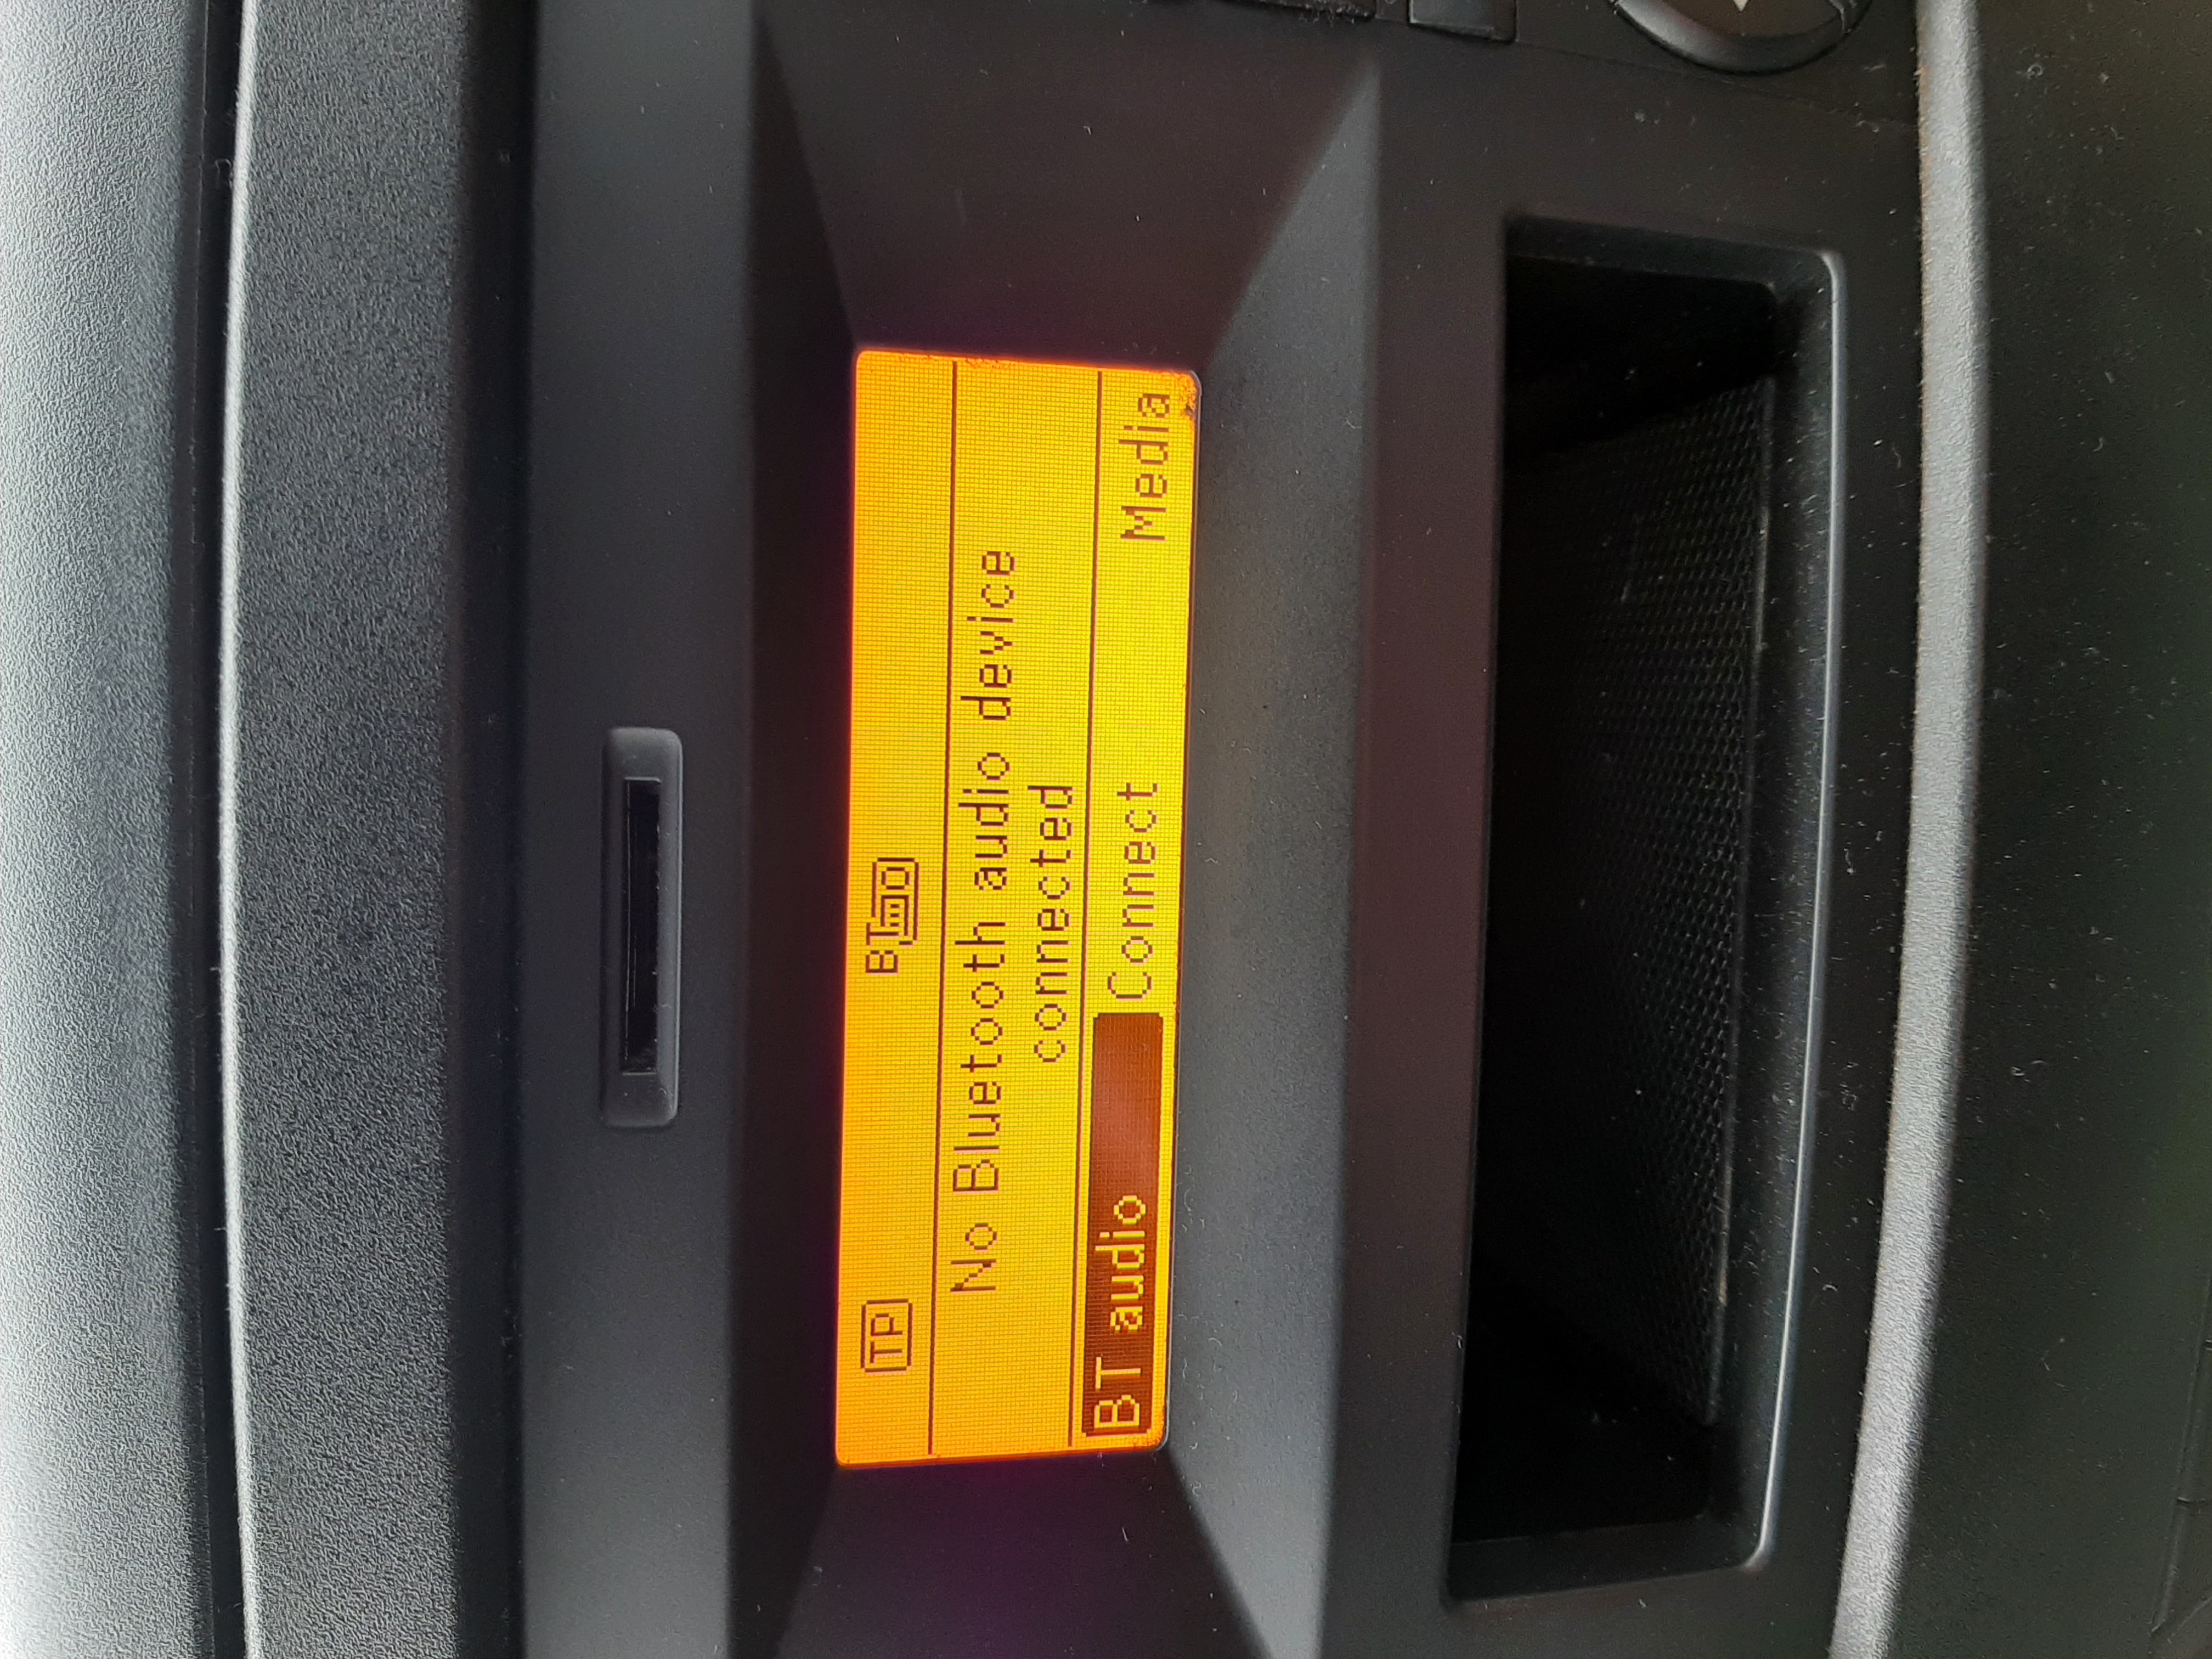 TP BT
No Bluetooth audio device
connected
BT audio Connect Media